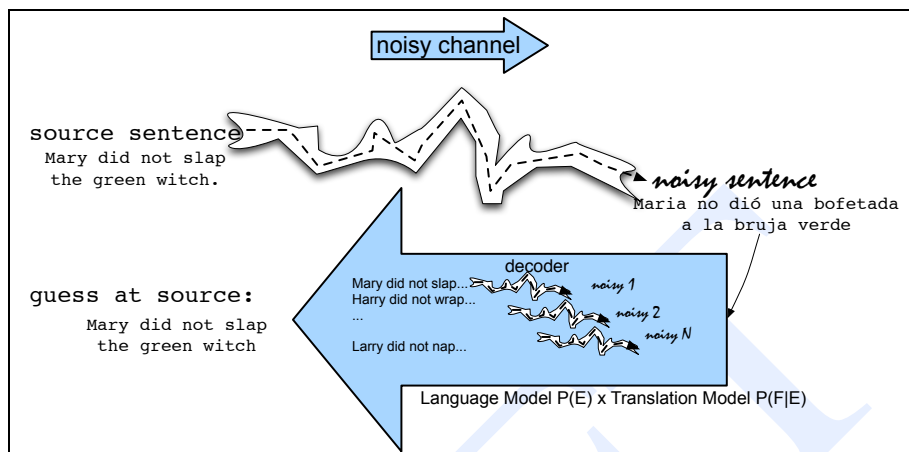 noisy channel
source sentence
Mary did not slap
the green witch.
noisy sentence
Maria no dió una bofetada
a la bruja verde
decoder
Mary did not slap...
noisy 1
Harry did not wrap...
noisy 2
...
noisy N
Larry did not nap...
guess at source:
Mary did not slap
the green witch
Language Model P(E) x Translation Model P(F|E)